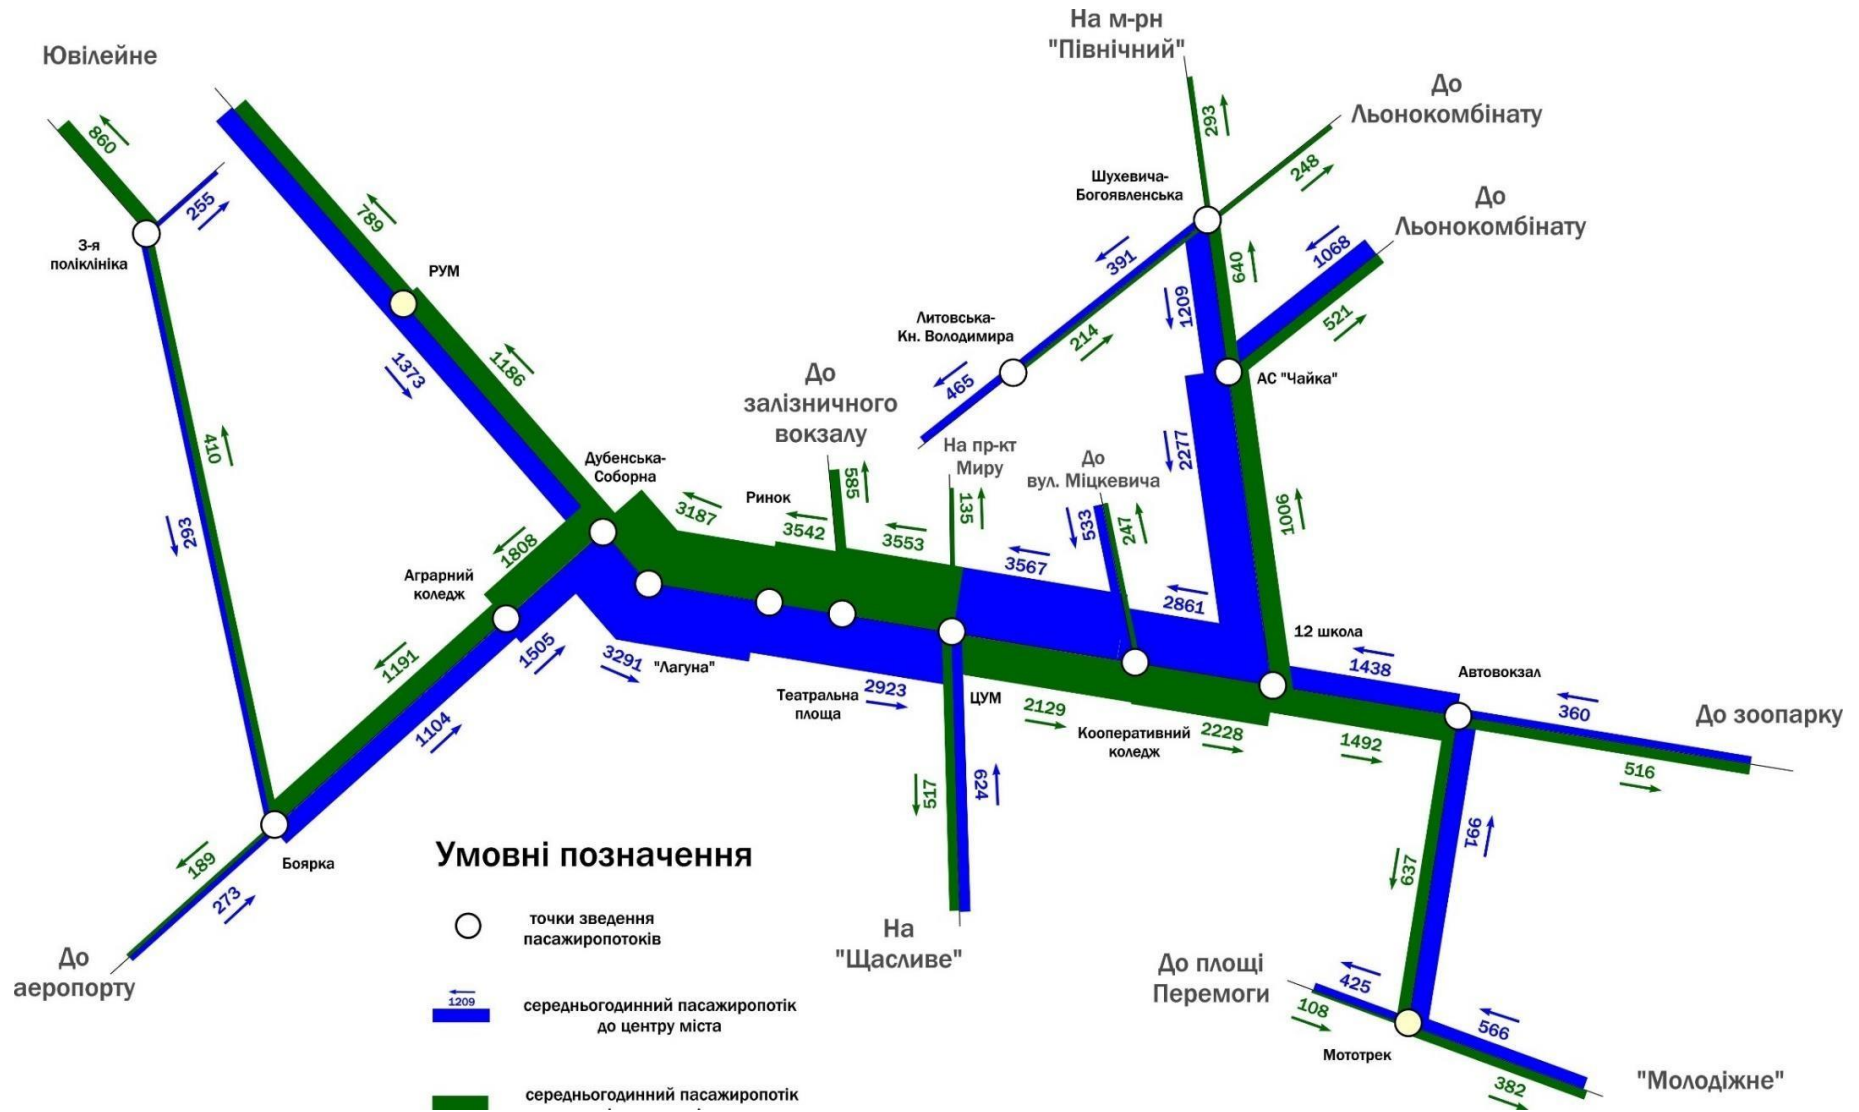 На м-рн
"Північний"
Ювілейне
До
Льонокомбінату
860
293
255
789
248
Шухевича-
Богоявленська
До
Льонокомбінату
3-я
поліклініка
РУМ
391
640
1068
1209
521
Литовська-
Кн. Володимира
214
1373
1186
465
АС "Чайка"
До
залізничного
вокзалу
410
293
На пр-кт
Миру
До
вул. Міцкевича
2277
Дубенська-
Соборна
Ринок
585
135
533
247
1006
3187
3542
3553
3567
2861
1808
Аграрний
коледж
12 школа
1438
Автовокзал
1191
1505
3291
"Лагуна"
Театральна
площа
2923
ЦУМ
2129
Кооперативний
коледж
2228
1492
360
До зоопарку
516
1104
517
624
991
637
189
273
Боярка
Умовні позначення
точки зведення
пасажиропотоків
На
"Щасливе"
До
аеропорту
До площі
Перемоги
425
108
566
1209
середньогодинний пасажиропотік
до центру міста
Мототрек
382
"Молодіжне"
середньогодинний пасажиропотік